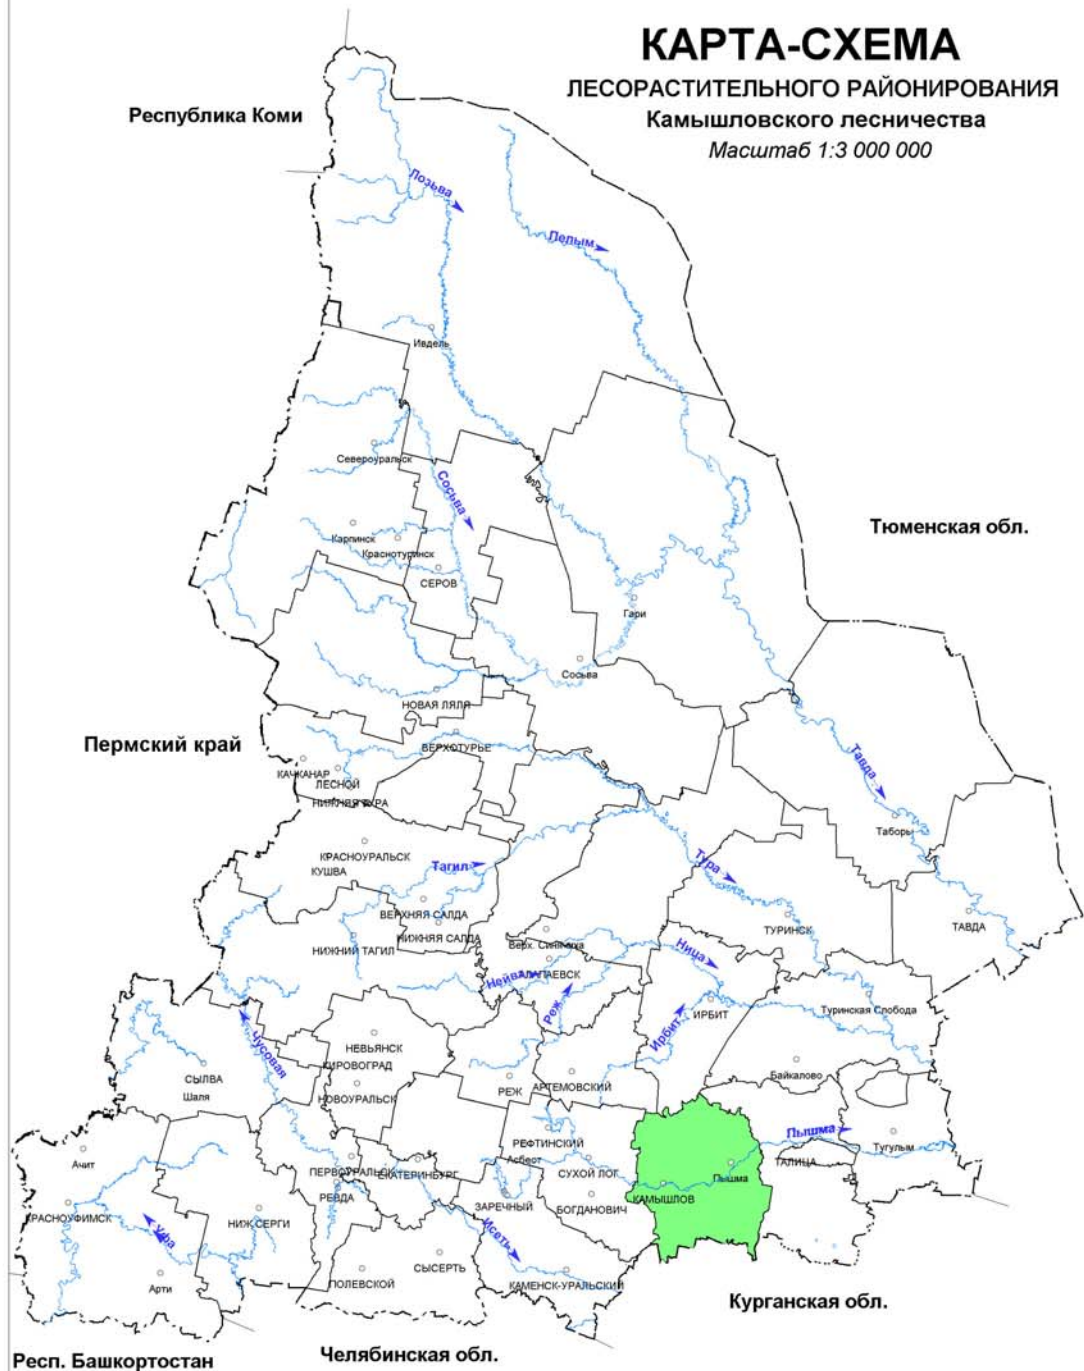 КАРТА-СХЕМА
ЛЕСОРАСТИТЕЛЬНОГО РАЙОНИРОВАНИЯ
Камышловского лесничества
Масштаб 1:3 000 000
Республика Коми
Лозьва
Пелым
Ивдель
Североуральск
Сосьва
Тюменская обл.
Карпинск
Краснотуринск
СЕРОВ
Гари
Сосьва
НОВАЯ ЛЯЛЯ
Пермский край
ВЕРХОТУРЬЕ
КАЧКАНАР
ЛЕСНОЙ
НИЖНЯЯ ТУРА
Тавда
Таборы
КРАСНОУРАЛЬСК
КУШВА
Тагил
Тура
ВЕРХНЯЯ САЛДА
НИЖНЯЯ САЛДА
НИЖНИЙ ТАГИЛ
Верх. Синячиха
ТУРИНСК
ТАВДА
Ница
Нейва
АЛАПАЕВСК
Реж
Ирбит
ИРБИТ
Туринская Слобода
Чусовая
НЕВЬЯНСК
КИРОВОГРАД
НОВОУРАЛЬСК
СЫЛВА
Шаля
РЕЖ
АРТЕМОВСКИЙ
Байкалово
Ачит
РЕФТИНСКИЙ
Асбест
СУХОЙ ЛОГ
Пышма
Тугулым
ТАЛИЦА
ПЕРВОУРАЛЬСК
ЕКАТЕРИНБУРГ
РЕВДА
Пышма
КАМЫШЛОВ
ЗАРЕЧНЫЙ
БОГДАНОВИЧ
КРАСНОУФИМСК
НИЖ.СЕРГИ
Уфа
Исеть
СЫСЕРТЬ
ПОЛЕВСКОЙ
КАМЕНСК-УРАЛЬСКИЙ
Арти
Курганская обл.
Челябинская обл.
Респ. Башкортостан